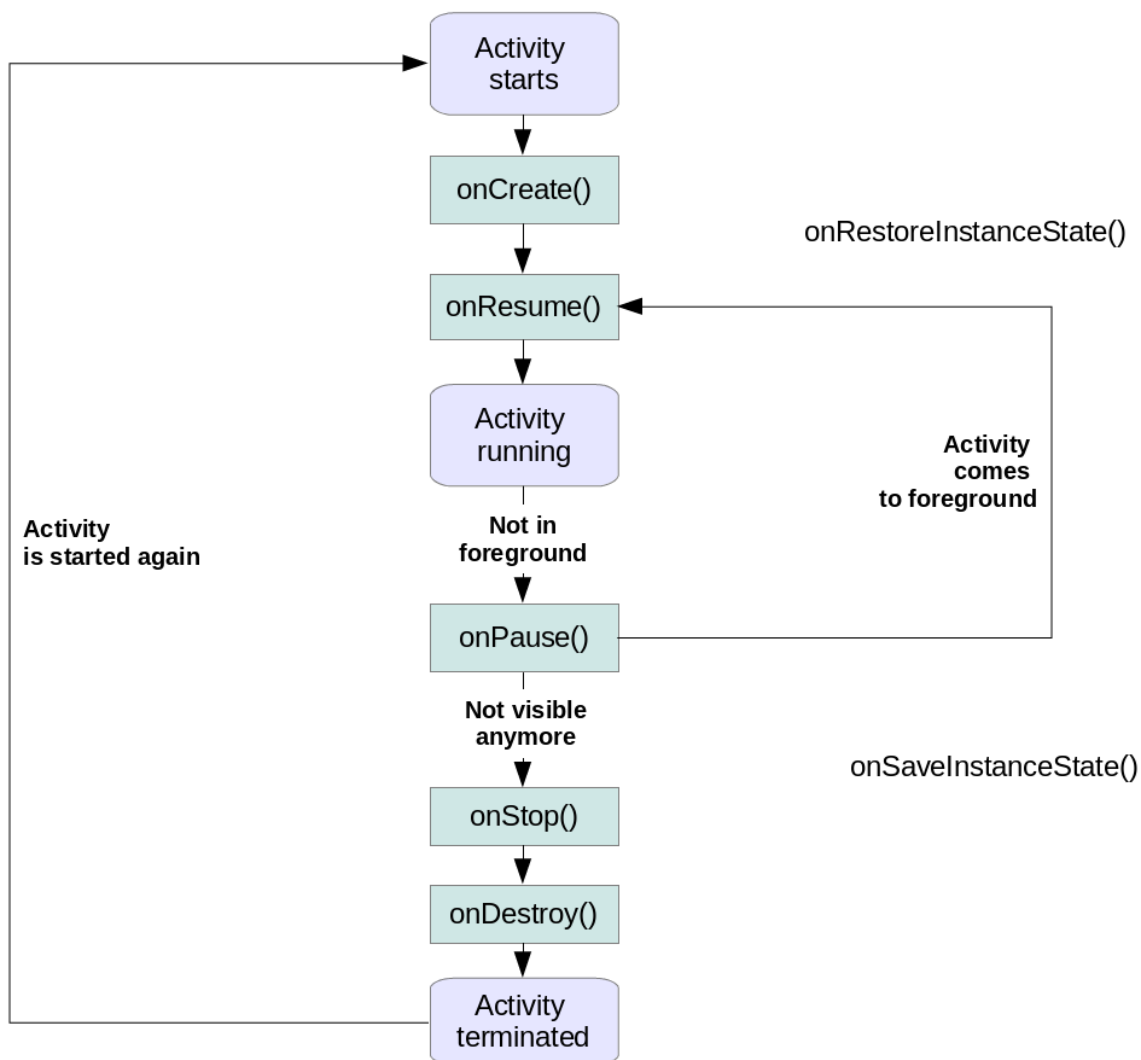 Activity
starts
onCreate()
onRestoreInstanceState()
onResume()
Activity
running
Activity
comes
to foreground
Not in
foreground
Activity
is started again
onPause()
Not visible
anymore
onSaveInstanceState()
onStop()
onDestroy()
Activity
terminated